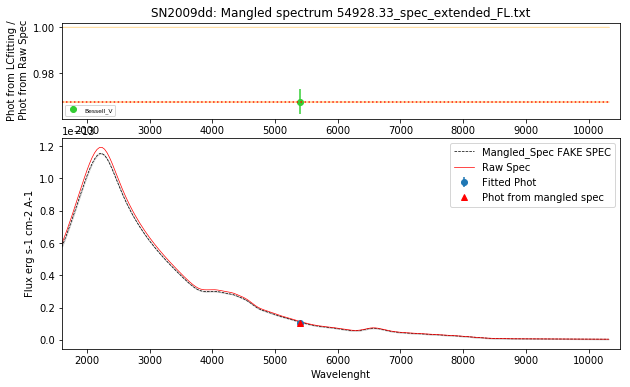 SN2009dd: Mangled spectrum 54928.33_spec_extended_FL.txt
Phot from LCfitting /
Phot from Raw Spec
1.00
0.98
Bessell_V
2000 3000 4000 5000 6000 7000 8000 9000 10000
1e−13
Flux erg s-1 cm-2 A-1
1.2
1.0
0.8
0.6
0.4
0.2
0.0
Mangled_Spec FAKE SPEC
Raw Spec
Fitted Phot
Phot from mangled spec
2000 3000 4000 5000 6000 7000 8000 9000 10000
Wavelenght